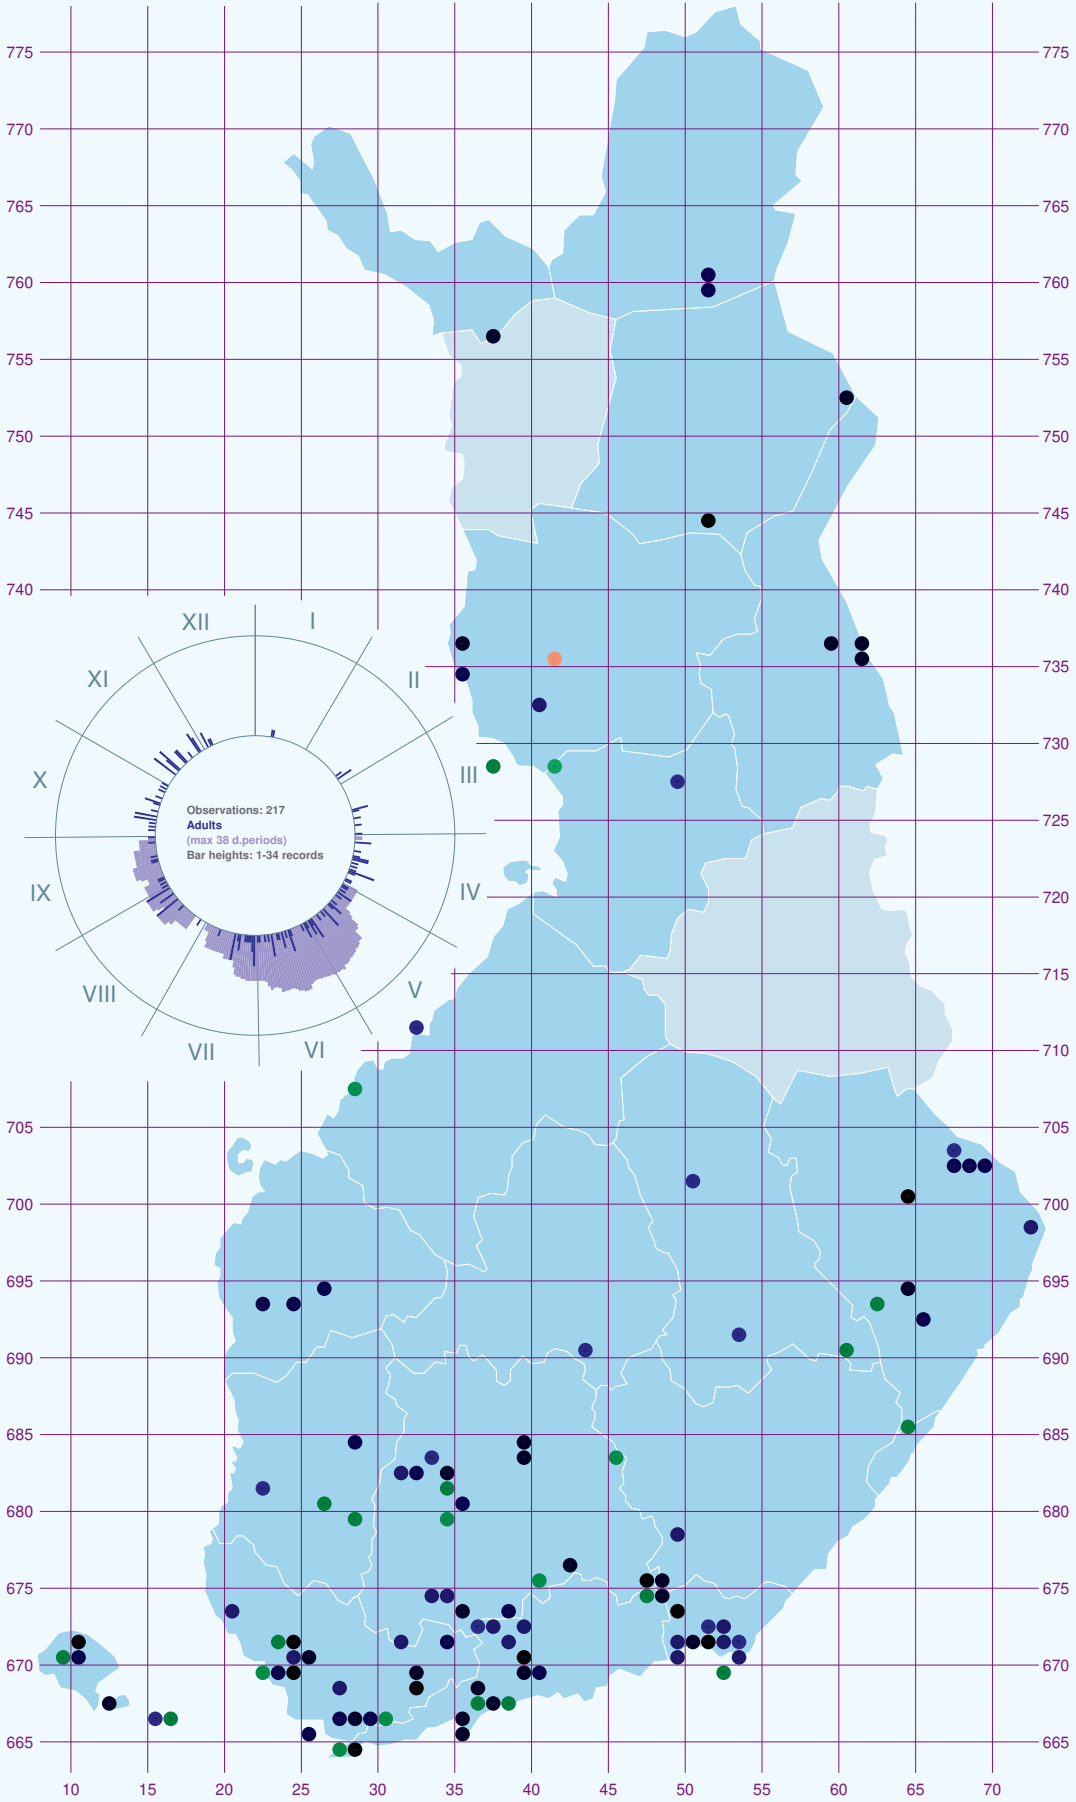 775 775
770 770
765 765
760 760
755 755
750 750
745 745
740 740
XII I
XI II
735
730
X III
Observations: 217
Adults
(max 38 d.periods)
Bar heights: 1-34 records
725
IX IV
720
715
VIII V
VII VI
710
705 705
700 700
695 695
690 690
685 685
680 680
675 675
670 670
665 665
10 15 20 25 30 35 40 45 50 55 60 65 70